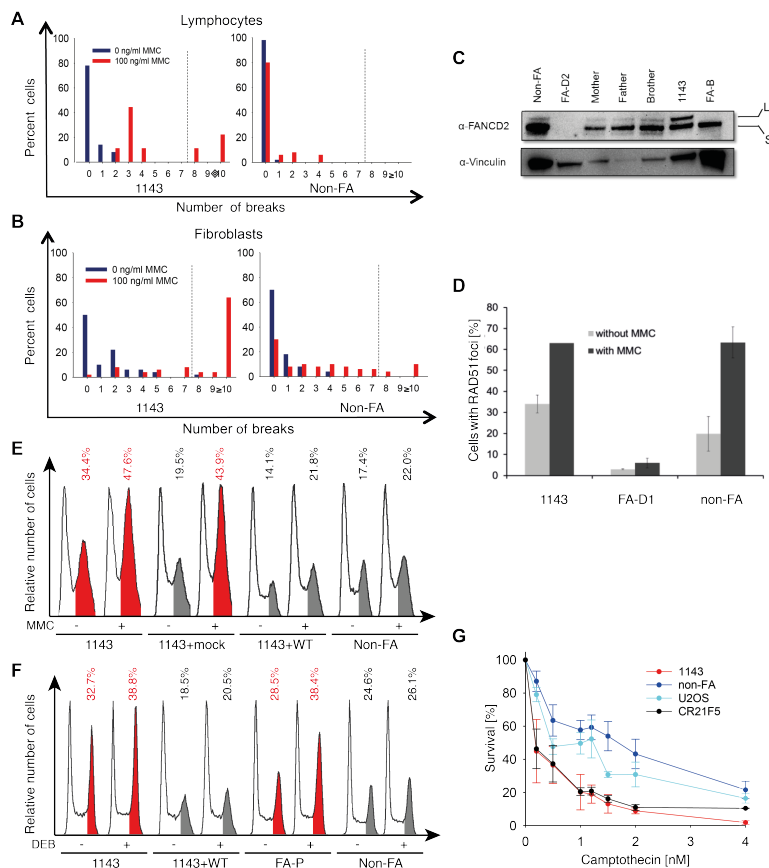 A
Lymphocytes
0 ng/ml MMC
100 ng/ml MMC
Percent cells
100
80
60
40
20
0
0 1 2 3 4 5 6 7 8 9 10
1143
100
80
60
40
20
0
0 1 2 3 4 5 6 7 8 9 ≥10
Non-FA
Number of breaks
B
Fibroblasts
0 ng/ml MMC
100 ng/ml MMC
Percent cells
100
80
60
40
20
0
0 1 2 3 4 5 6 7 8 9 ≥10
1143
100
80
60
40
20
0
0 1 2 3 4 5 6 7 8 9 ≥10
Non-FA
Number of breaks
C
Non-FA
FA-D2
Mother
Father
Brother
1143
FA-B
α-FANCD2
L
S
α-Vinculin
D
Cells with RAD51 foci [%]
80
70
60
50
40
30
20
10
0
without MMC
with MMC
1143 FA-D1 non-FA
E
Relative number of cells
34.4%
47.6%
19.5%
43.9%
14.1%
21.8%
17.4%
22.0%
MMC - + - + - + - +
1143 1143+mock 1143+WT Non-FA
F
Relative number of cells
32.7%
38.8%
18.5%
20.5%
28.5%
38.4%
24.6%
26.1%
DEB - + - + - + - +
1143 1143+WT FA-P Non-FA
G
Survival [%]
100
80
60
40
20
0
1143
non-FA
U2OS
CR21F5
0 1 2 3 4
Camptothecin [nM]